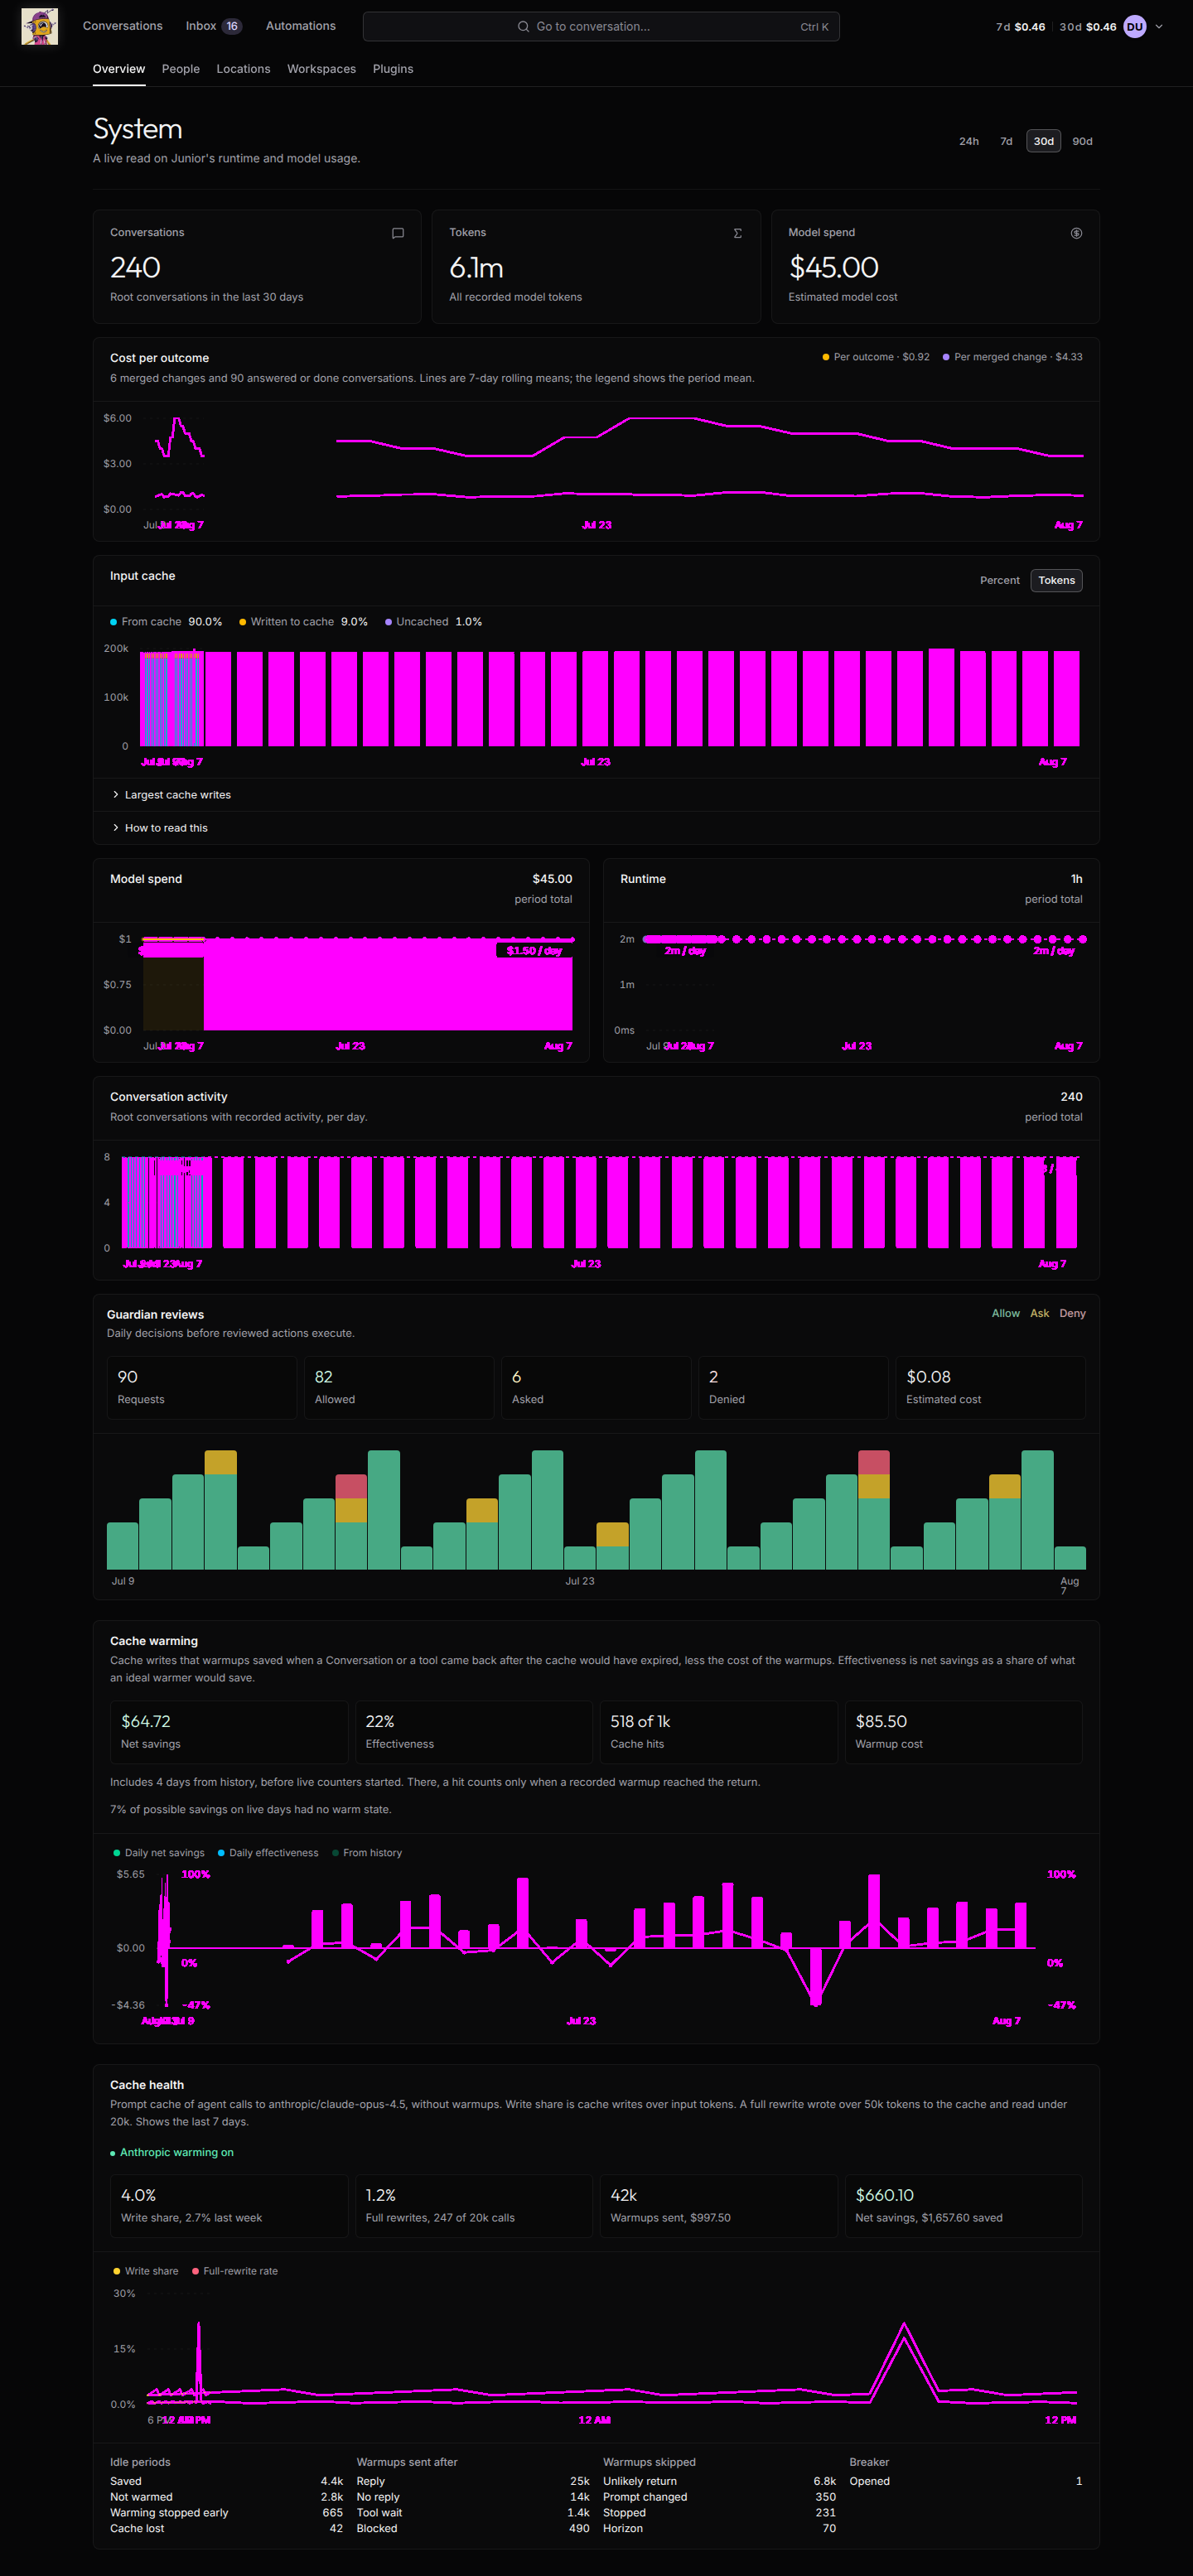 Conversations
Inbox 16
Automations
Go to conversation... Ctrl K
7d $0.46 30d $0.46 DU
Overview People Locations Workspaces Plugins
System
A live read on Junior's runtime and model usage.
24h 7d 30d 90d
Conversations
240
Root conversations in the last 30 days
Tokens
6.1m
All recorded model tokens
Model spend
$45.00
Estimated model cost
Cost per outcome
Per outcome · $0.92 Per merged change · $4.33
6 merged changes and 90 answered or done conversations. Lines are 7-day rolling means; the legend shows the period mean.
$6.00
$3.00
$0.00
Jul Aug 7 Jul 23 Aug 7
Input cache
Percent Tokens
From cache 90.0% Written to cache 9.0% Uncached 1.0%
200k
100k
0
Aug 7 Jul 23 Aug 7
Largest cache writes
How to read this
Model spend
$45.00
period total
$1
$0.75
$0.00
$1.50 / day
Jul Aug 7 Jul 23 Aug 7
Runtime
1h
period total
2m
1m
0ms
2m / day 2m / day
Jul Aug 7 Jul 23 Aug 7
Conversation activity
240
Root conversations with recorded activity, per day.
period total
8
4
0
Aug 7 Jul 23 Aug 7
Guardian reviews
Allow Ask Deny
Daily decisions before reviewed actions execute.
90
Requests
82
Allowed
6
Asked
2
Denied
$0.08
Estimated cost
Jul 9 Jul 23 Aug 7
Cache warming
Cache writes that warmups saved when a Conversation or a tool came back after the cache would have expired, less the cost of the warmups. Effectiveness is net savings as a share of what
an ideal warmer would save.
$64.72
Net savings
22%
Effectiveness
518 of 1k
Cache hits
$85.50
Warmup cost
Includes 4 days from history, before live counters started. There, a hit counts only when a recorded warmup reached the return.
7% of possible savings on live days had no warm state.
Daily net savings Daily effectiveness From history
$5.65 100% 100%
$0.00
0% 0%
-$4.36 -47% -47%
Jul 23 Aug 7
Cache health
Prompt cache of agent calls to anthropic/claude-opus-4.5, without warmups. Write share is cache writes over input tokens. A full rewrite wrote over 50k tokens to the cache and read under
20k. Shows the last 7 days.
Anthropic warming on
4.0%
Write share, 2.7% last week
1.2%
Full rewrites, 247 of 20k calls
42k
Warmups sent, $997.50
$660.10
Net savings, $1,657.60 saved
Write share Full-rewrite rate
30%
15%
0.0%
12 AM 12 PM
Idle periods
Saved 4.4k
Not warmed 2.8k
Warming stopped early 665
Cache lost 42
Warmups sent after
Reply 25k
No reply 14k
Tool wait 1.4k
Blocked 490
Warmups skipped
Unlikely return 6.8k
Prompt changed 350
Stopped 231
Horizon 70
Breaker
Opened 1